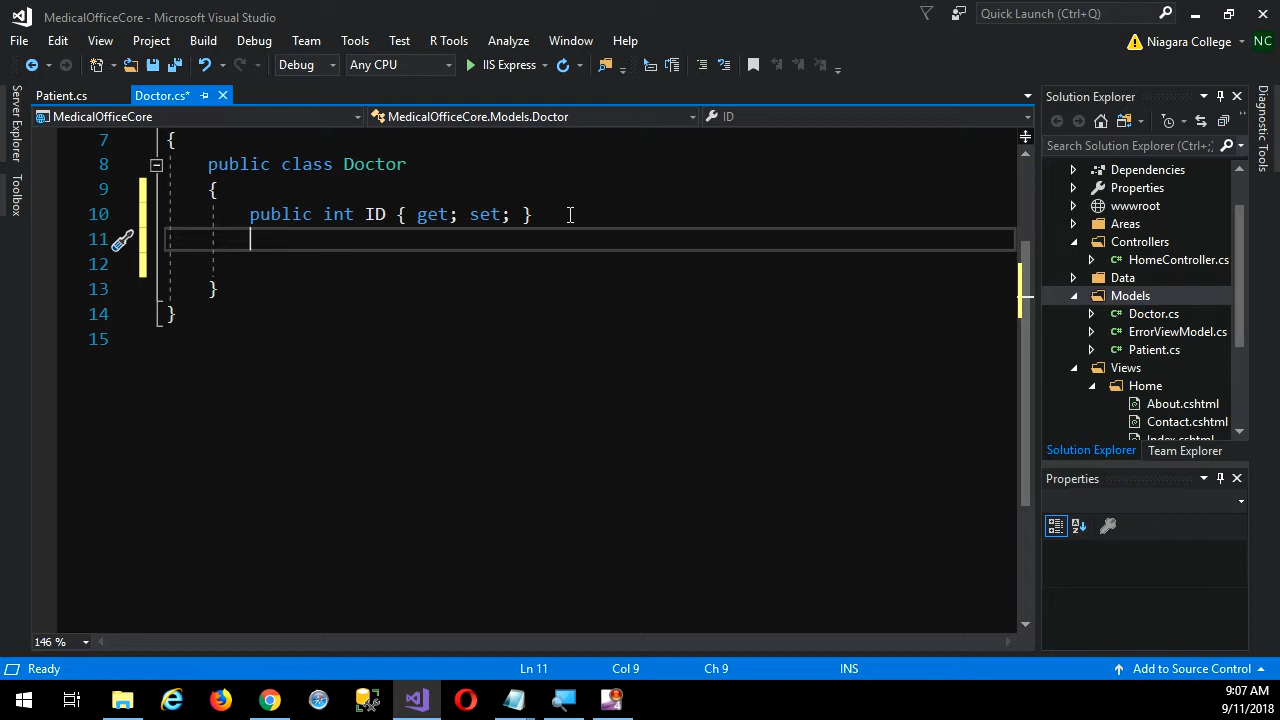 MedicalOfficeCore - Microsoft Visual Studio
Quick Launch (Ctrl+Q)
File Edit View Project Build Debug Team Tools Test R Tools Analyze Window Help
Niagara College NC
Debug Any CPU IIS Express
Server Explorer
Toolbox
Patient.cs Doctor.cs*
MedicalOfficeCore MedicalOfficeCore.Models.Doctor ID
7 {
8 public class Doctor
9 {
10 public int ID { get; set; }
11
12
13 }
14 }
15
146 %
Solution Explorer
Search Solution Explorer (Ctrl+;)
Dependencies
Properties
wwwroot
Areas
Controllers
C# HomeController.cs
Data
Models
C# Doctor.cs
C# ErrorViewModel.cs
C# Patient.cs
Views
Home
About.cshtml
Contact.cshtml
Index.cshtml
Solution Explorer Team Explorer
Properties
Diagnostic Tools
Ready Ln 11 Col 9 Ch 9 INS Add to Source Control
9:07 AM
9/11/2018